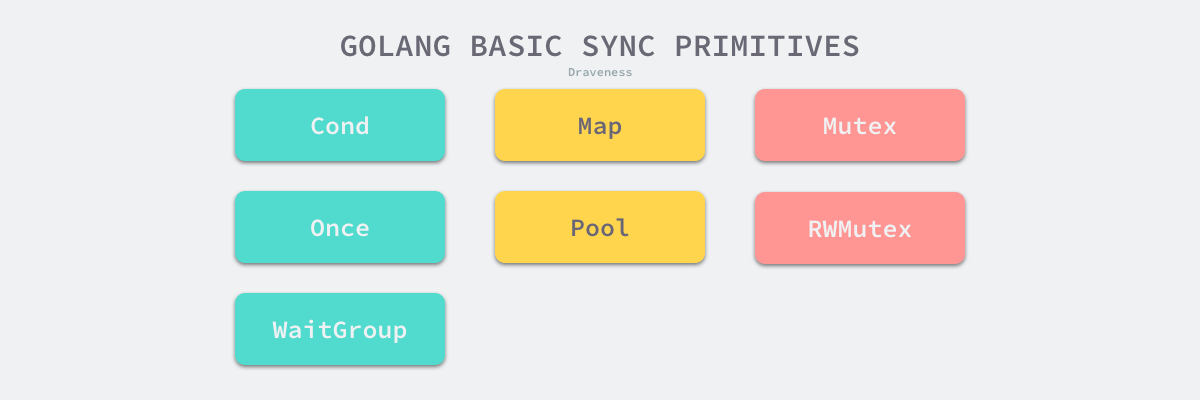 GOLANG BASIC SYNC PRIMITIVES
Draveness
Cond
Map
Mutex
Once
Pool
RWMutex
WaitGroup